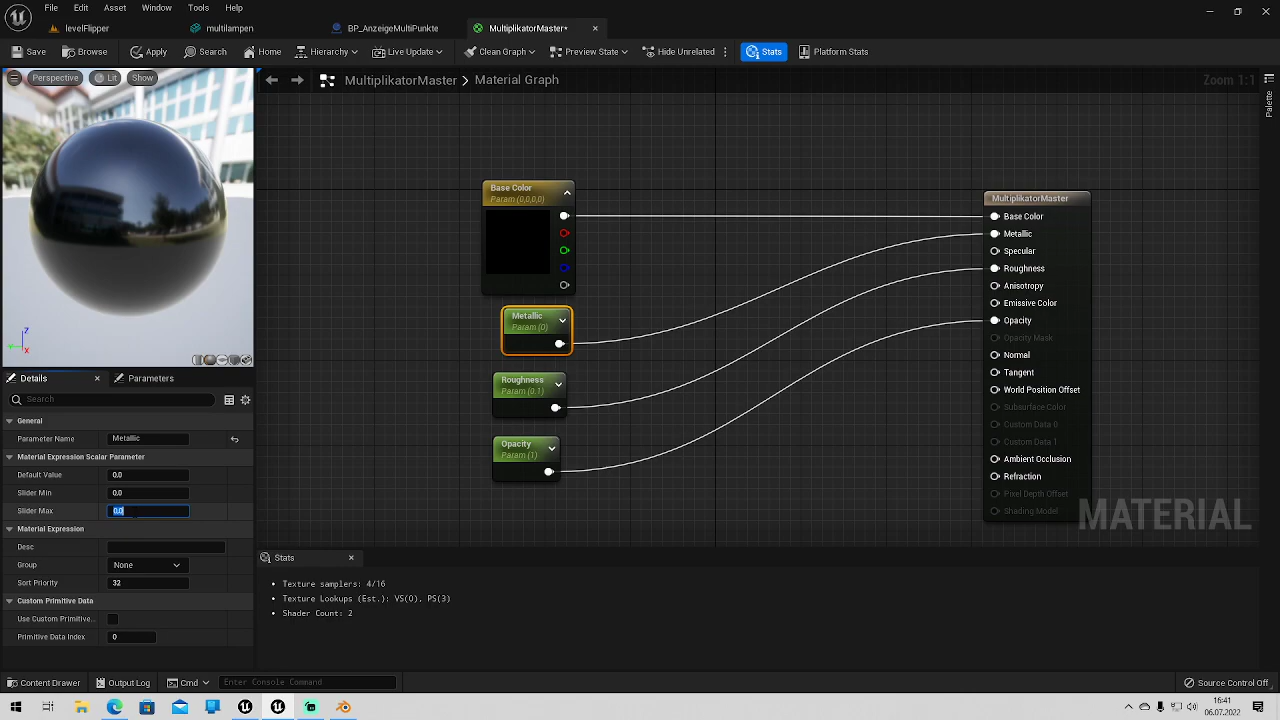 File Edit Asset Window Tools Help
levelFlipper
multilampen
BP_AnzeigeMultiPunkte
MultiplikatorMaster*
Save
Browse
Apply
Search
Home
Hierarchy
Live Update
Clean Graph
Preview State
Hide Unrelated
Stats
Platform Stats
Perspective
Lit
Show
MultiplikatorMaster > Material Graph
Zoom 1:1
Palette
Base Color
Param (0,0,0,0)
Metallic
Param (0)
Roughness
Param (0.1)
Opacity
Param (1)
MultiplikatorMaster
Base Color
Metallic
Specular
Roughness
Anisotropy
Emissive Color
Opacity
Opacity Mask
Normal
Tangent
World Position Offset
Subsurface Color
Custom Data 0
Custom Data 1
Ambient Occlusion
Refraction
Pixel Depth Offset
Shading Model
MATERIAL
Z
Y
X
Details
Parameters
Search
General
Parameter Name Metallic
Material Expression Scalar Parameter
Default Value 0.0
Slider Min 0.0
Slider Max 0.0
Material Expression
Desc
Group None
Sort Priority 32
Custom Primitive Data
Use Custom Primitive...
Primitive Data Index 0
Stats
Texture samplers: 4/16
Texture Lookups (Est.): VS(0), PS(3)
Shader Count: 2
Content Drawer
Output Log
Cmd
Enter Console Command
Source Control Off
16:41
06.07.2022